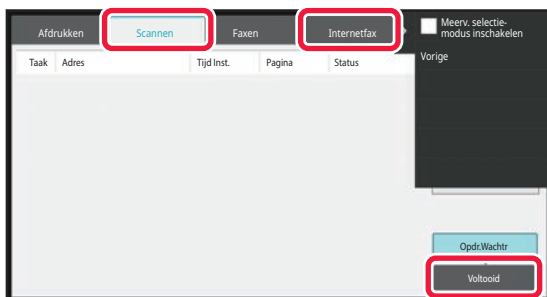 Afdrukken Scannen Faxen Internetfax
Meerv. selectie-
modus inschakelen
Vorige
Taak Adres Tijd Inst. Pagina Status
Opdr.Wachtr
Voltooid